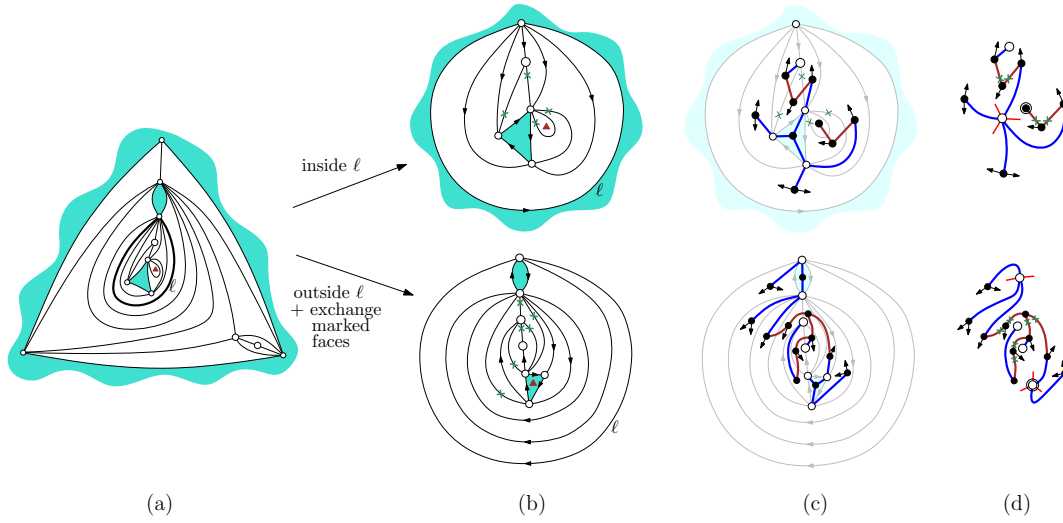 inside ℓ
outside ℓ
+ exchange
marked
faces
ℓ
ℓ
ℓ
(a)
(b)
(c)
(d)